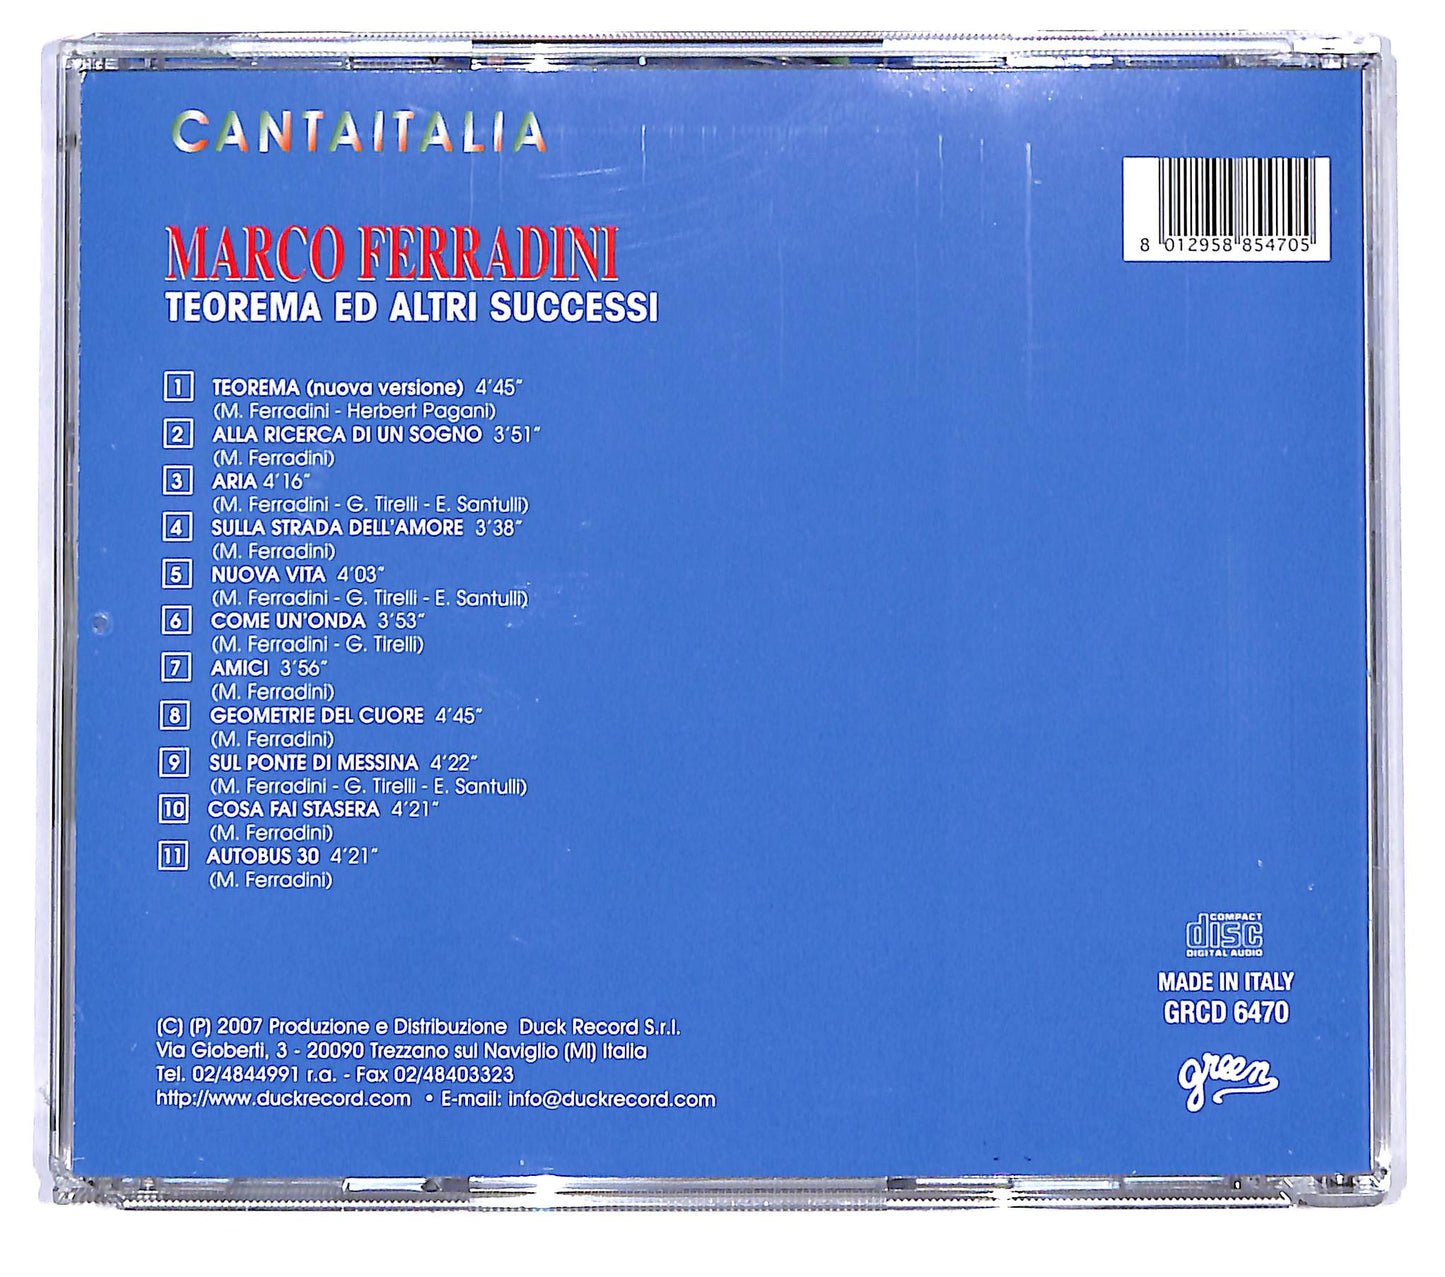 CANTAITALIA
MARCO FERRADINI
TEOREMA ED ALTRI SUCCESSI
8 012958 854705
1 TEOREMA (nuova versione) 4'45"
(M. Ferradini - Herbert Pagani)
2 ALLA RICERCA DI UN SOGNO 3'51"
(M. Ferradini)
3 ARIA 4'16"
(M. Ferradini - G. Tirelli - E. Santulli)
4 SULLA STRADA DELL'AMORE 3'38"
(M. Ferradini)
5 NUOVA VITA 4'03"
(M. Ferradini - G. Tirelli - E. Santulli)
6 COME UN'ONDA 3'53"
(M. Ferradini - G. Tirelli)
7 AMICI 3'56"
(M. Ferradini)
8 GEOMETRIE DEL CUORE 4'45"
(M. Ferradini)
9 SUL PONTE DI MESSINA 4'22"
(M. Ferradini - G. Tirelli - E. Santulli)
10 COSA FAI STASERA 4'21"
(M. Ferradini)
11 AUTOBUS 30 4'21"
(M. Ferradini)
(C) (P) 2007 Produzione e Distribuzione Duck Record S.r.l.
Via Gioberti, 3 - 20090 Trezzano sul Naviglio (MI) Italia
Tel. 02/4844991 r.a. - Fax 02/48403323
http://www.duckrecord.com • E-mail: info@duckrecord.com
COMPACT
disc
DIGITAL AUDIO
MADE IN ITALY
GRCD 6470
green